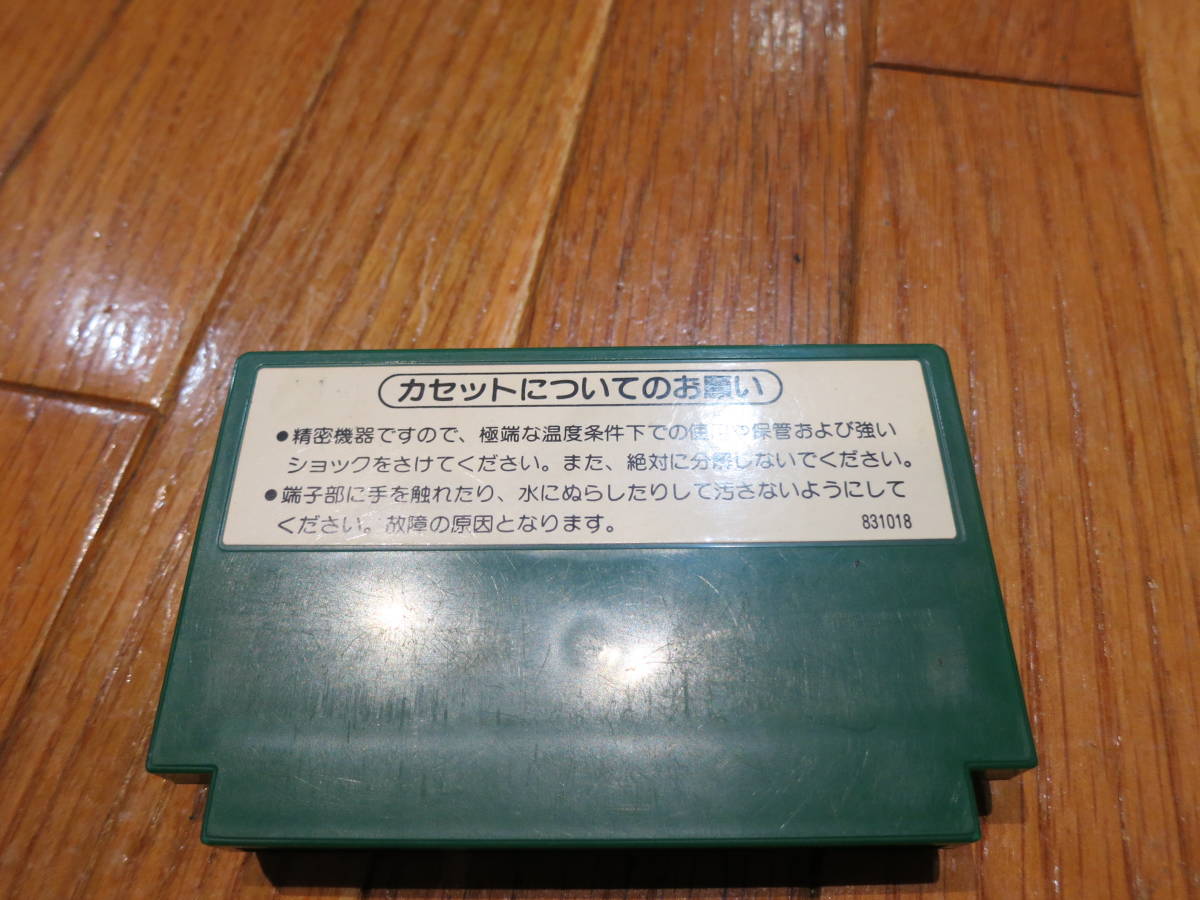 カセットについてのお願い
●精密機器ですので、極端な温度条件下での使用や保管および強い
ショックをさけてください。また、絶対に分解しないでください。
●端子部に手を触れたり、水にぬらしたりして汚さないようにして
ください。故障の原因となります。
831018